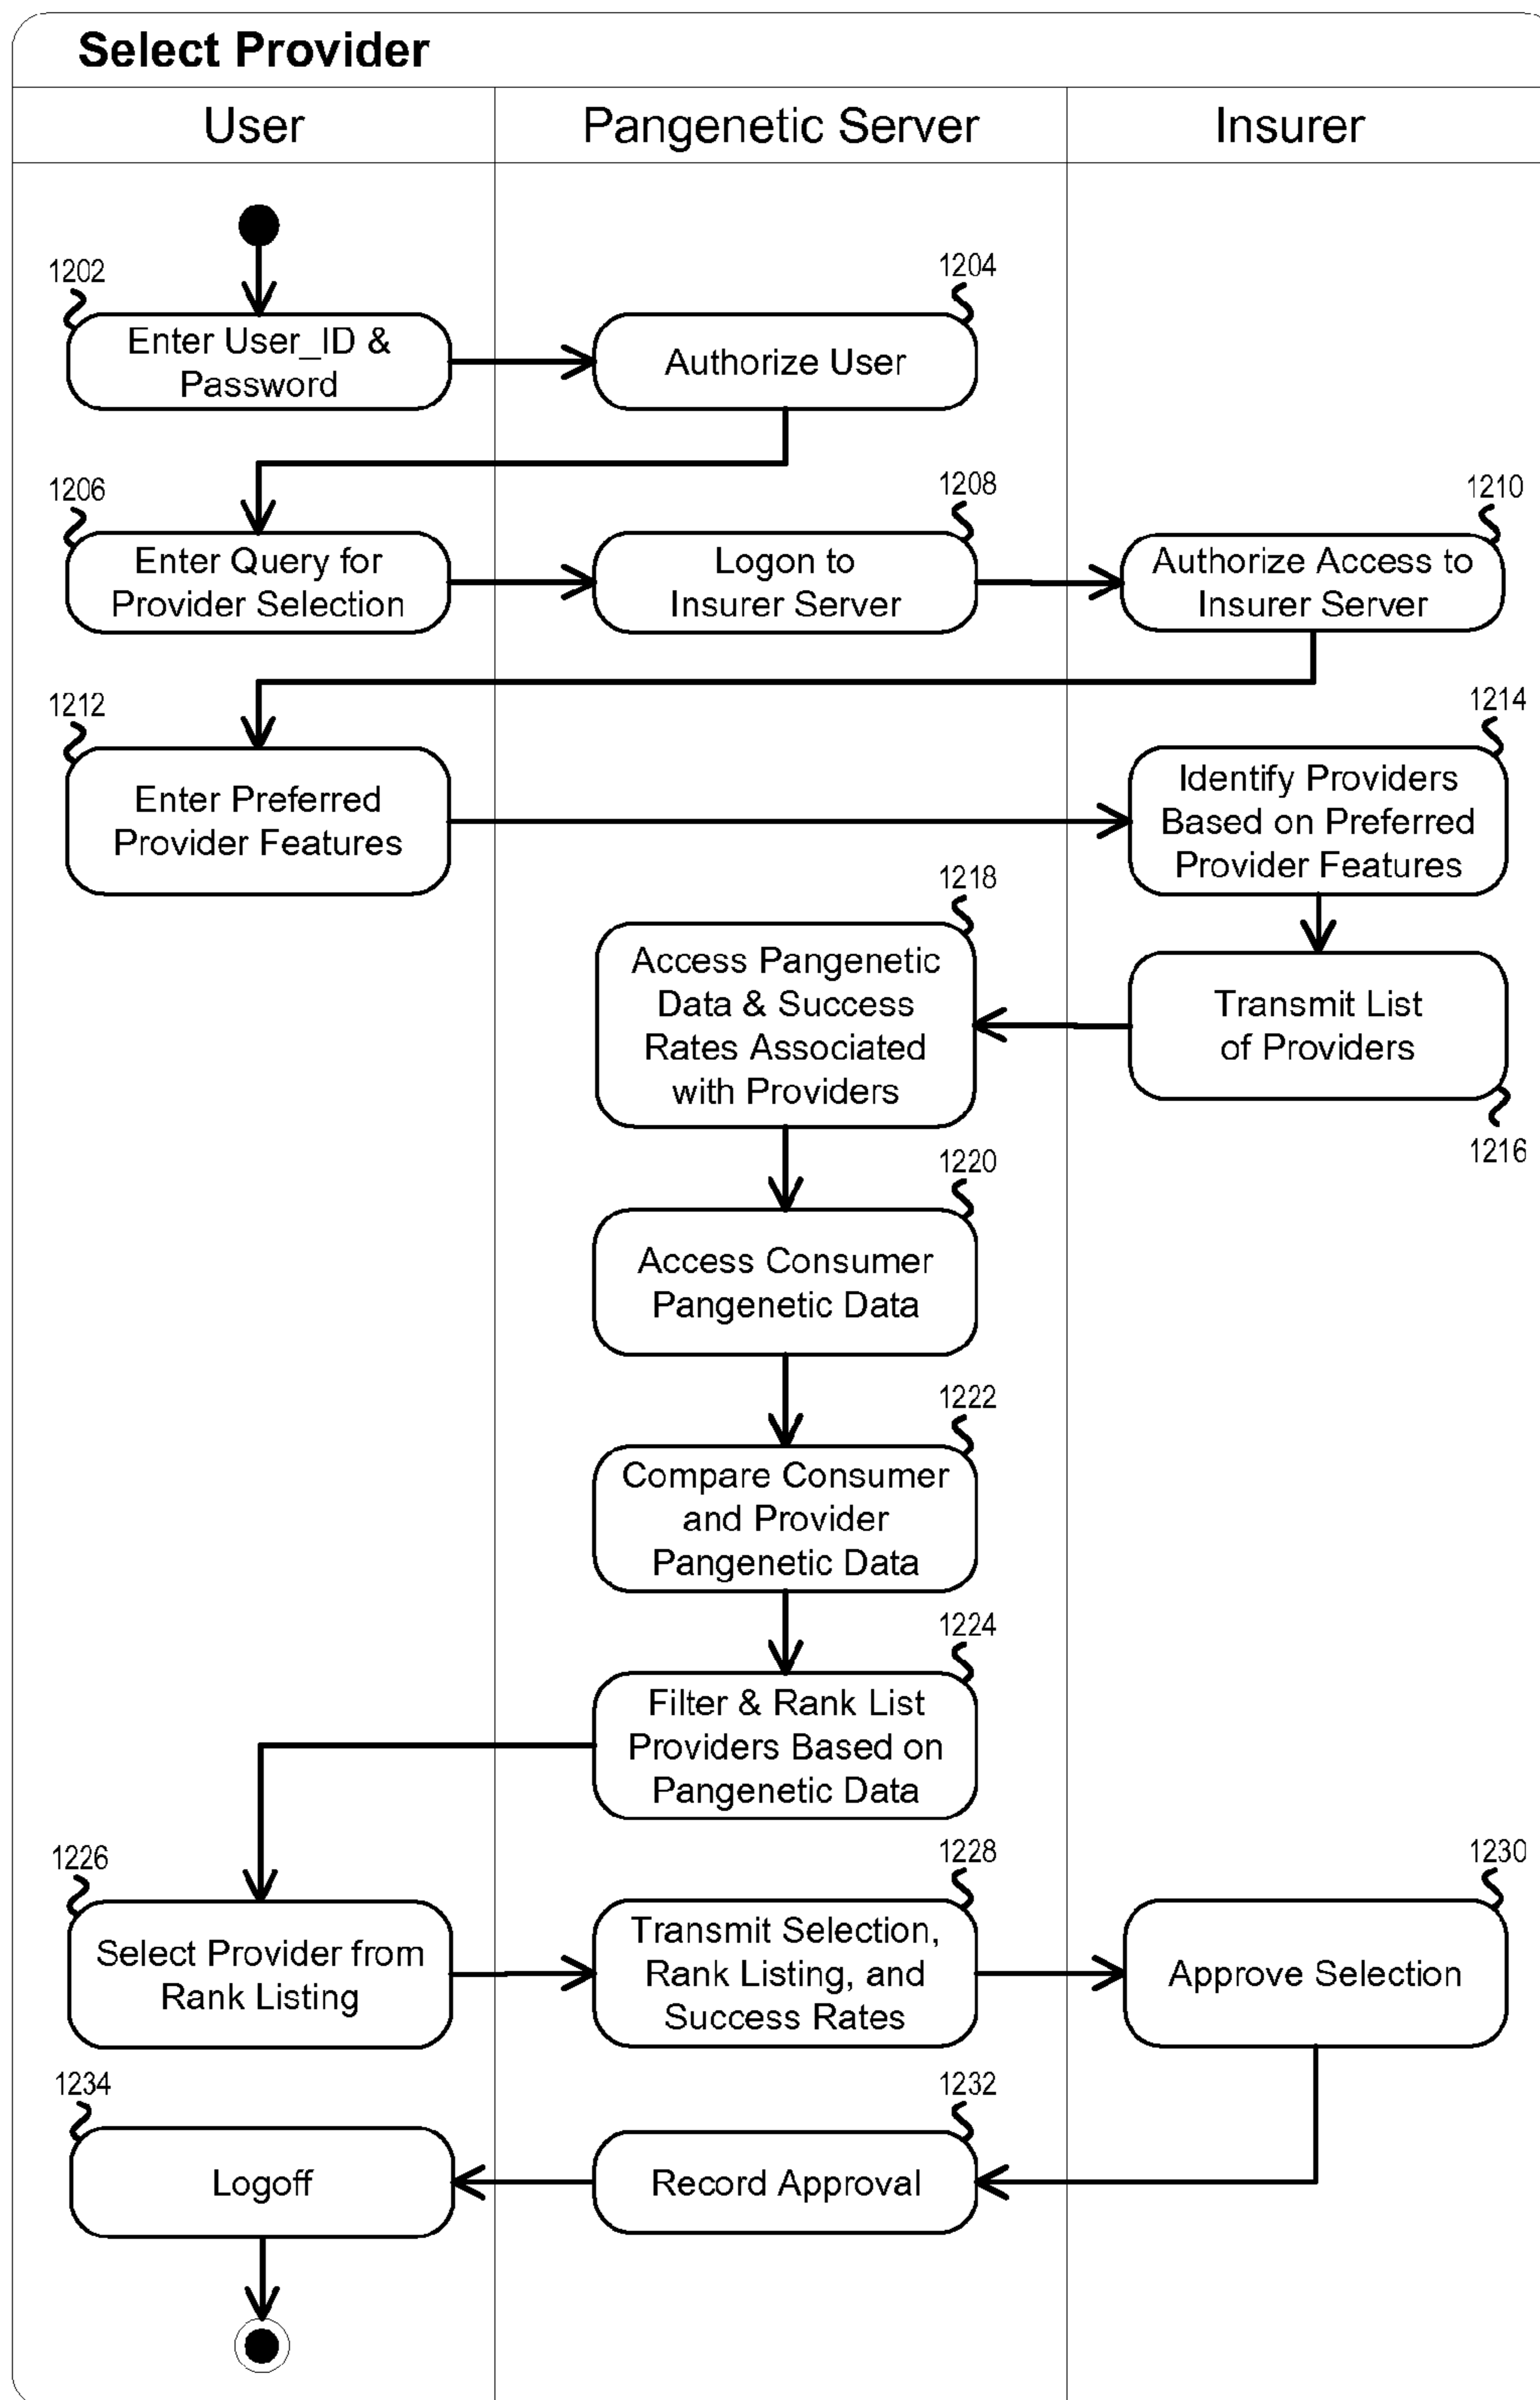 Select Provider
User
Pangenetic Server
Insurer
1202
Enter User_ID &
Password
1204
Authorize User
1206
Enter Query for
Provider Selection
1208
Logon to
Insurer Server
1210
Authorize Access to
Insurer Server
1212
Enter Preferred
Provider Features
1214
Identify Providers
Based on Preferred
Provider Features
1216
Transmit List
of Providers
1218
Access Pangenetic
Data & Success
Rates Associated
with Providers
1220
Access Consumer
Pangenetic Data
1222
Compare Consumer
and Provider
Pangenetic Data
1224
Filter & Rank List
Providers Based on
Pangenetic Data
1226
Select Provider from
Rank Listing
1228
Transmit Selection,
Rank Listing, and
Success Rates
1230
Approve Selection
1232
Record Approval
1234
Logoff